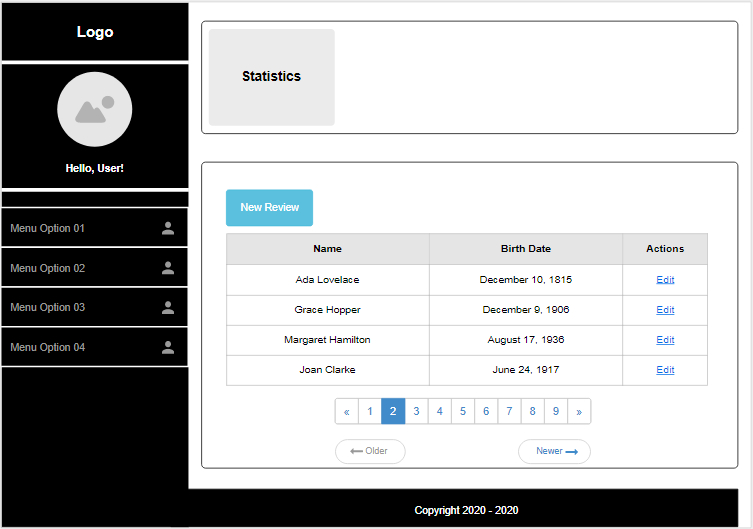 Logo
Hello, User!
Menu Option 01
Menu Option 02
Menu Option 03
Menu Option 04
Statistics
New Review
Name Birth Date Actions
Ada Lovelace December 10, 1815 Edit
Grace Hopper December 9, 1906 Edit
Margaret Hamilton August 17, 1936 Edit
Joan Clarke June 24, 1917 Edit
« 1 2 3 4 5 6 7 8 9 »
Older Newer
Copyright 2020 - 2020